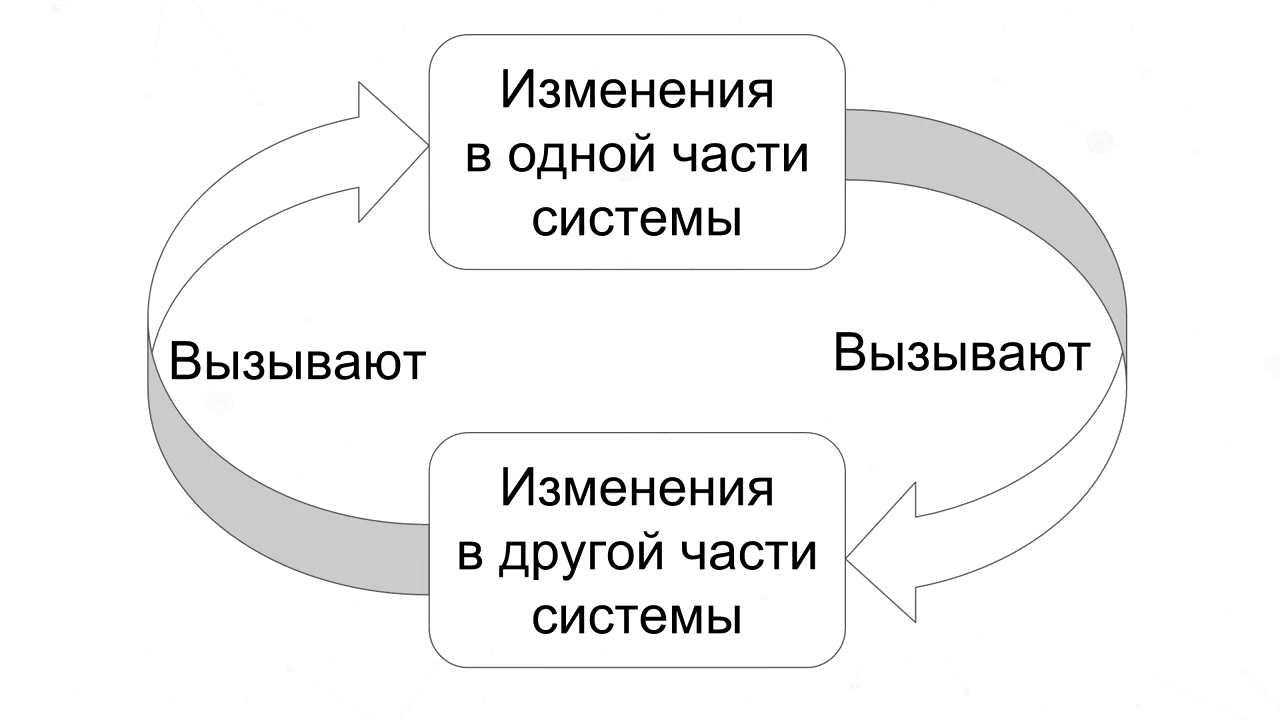 Изменения
в одной части
системы
Вызывают
Вызывают
Изменения
в другой части
системы